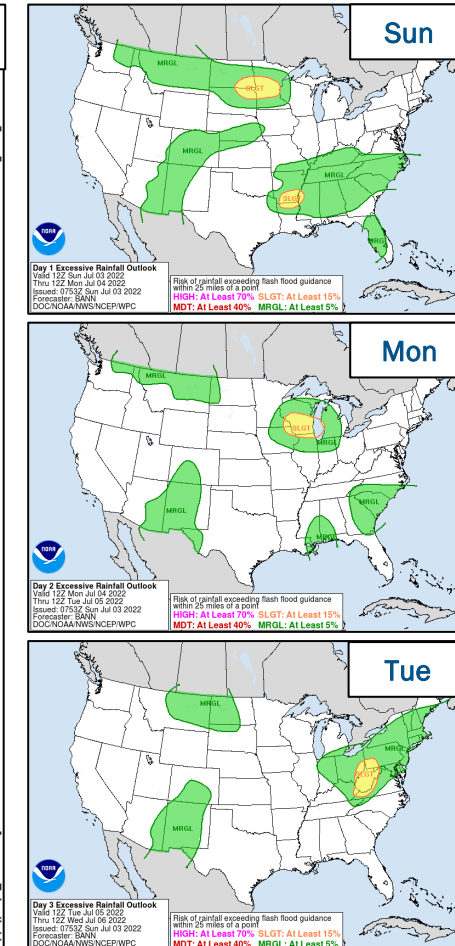 Sun
MRGL
SLGT
MRGL
MRGL
SLGT
MRGL
NOAA
Day 1 Excessive Rainfall Outlook
Valid 12Z Sun Jul 03 2022
Thru 12Z Mon Jul 04 2022
Issued: 0753Z Sun Jul 03 2022
Forecaster: BANN
DOC/NOAA/NWS/NCEP/WPC
Risk of rainfall exceeding flash flood guidance
within 25 miles of a point
HIGH: At Least 70% SLGT: At Least 15%
MDT: At Least 40% MRGL: At Least 5%
Mon
MRGL
SLGT
MRGL
MRGL
MRGL
MRGL
NOAA
Day 2 Excessive Rainfall Outlook
Valid 12Z Mon Jul 04 2022
Thru 12Z Tue Jul 05 2022
Issued: 0753Z Sun Jul 03 2022
Forecaster: BANN
DOC/NOAA/NWS/NCEP/WPC
Risk of rainfall exceeding flash flood guidance
within 25 miles of a point
HIGH: At Least 70% SLGT: At Least 15%
MDT: At Least 40% MRGL: At Least 5%
Tue
MRGL
MRGL
SLGT
MRGL
NOAA
Day 3 Excessive Rainfall Outlook
Valid 12Z Tue Jul 05 2022
Thru 12Z Wed Jul 06 2022
Issued: 0753Z Sun Jul 03 2022
Forecaster: BANN
DOC/NOAA/NWS/NCEP/WPC
Risk of rainfall exceeding flash flood guidance
within 25 miles of a point
HIGH: At Least 70% SLGT: At Least 15%
MDT: At Least 40% MRGL: At Least 5%